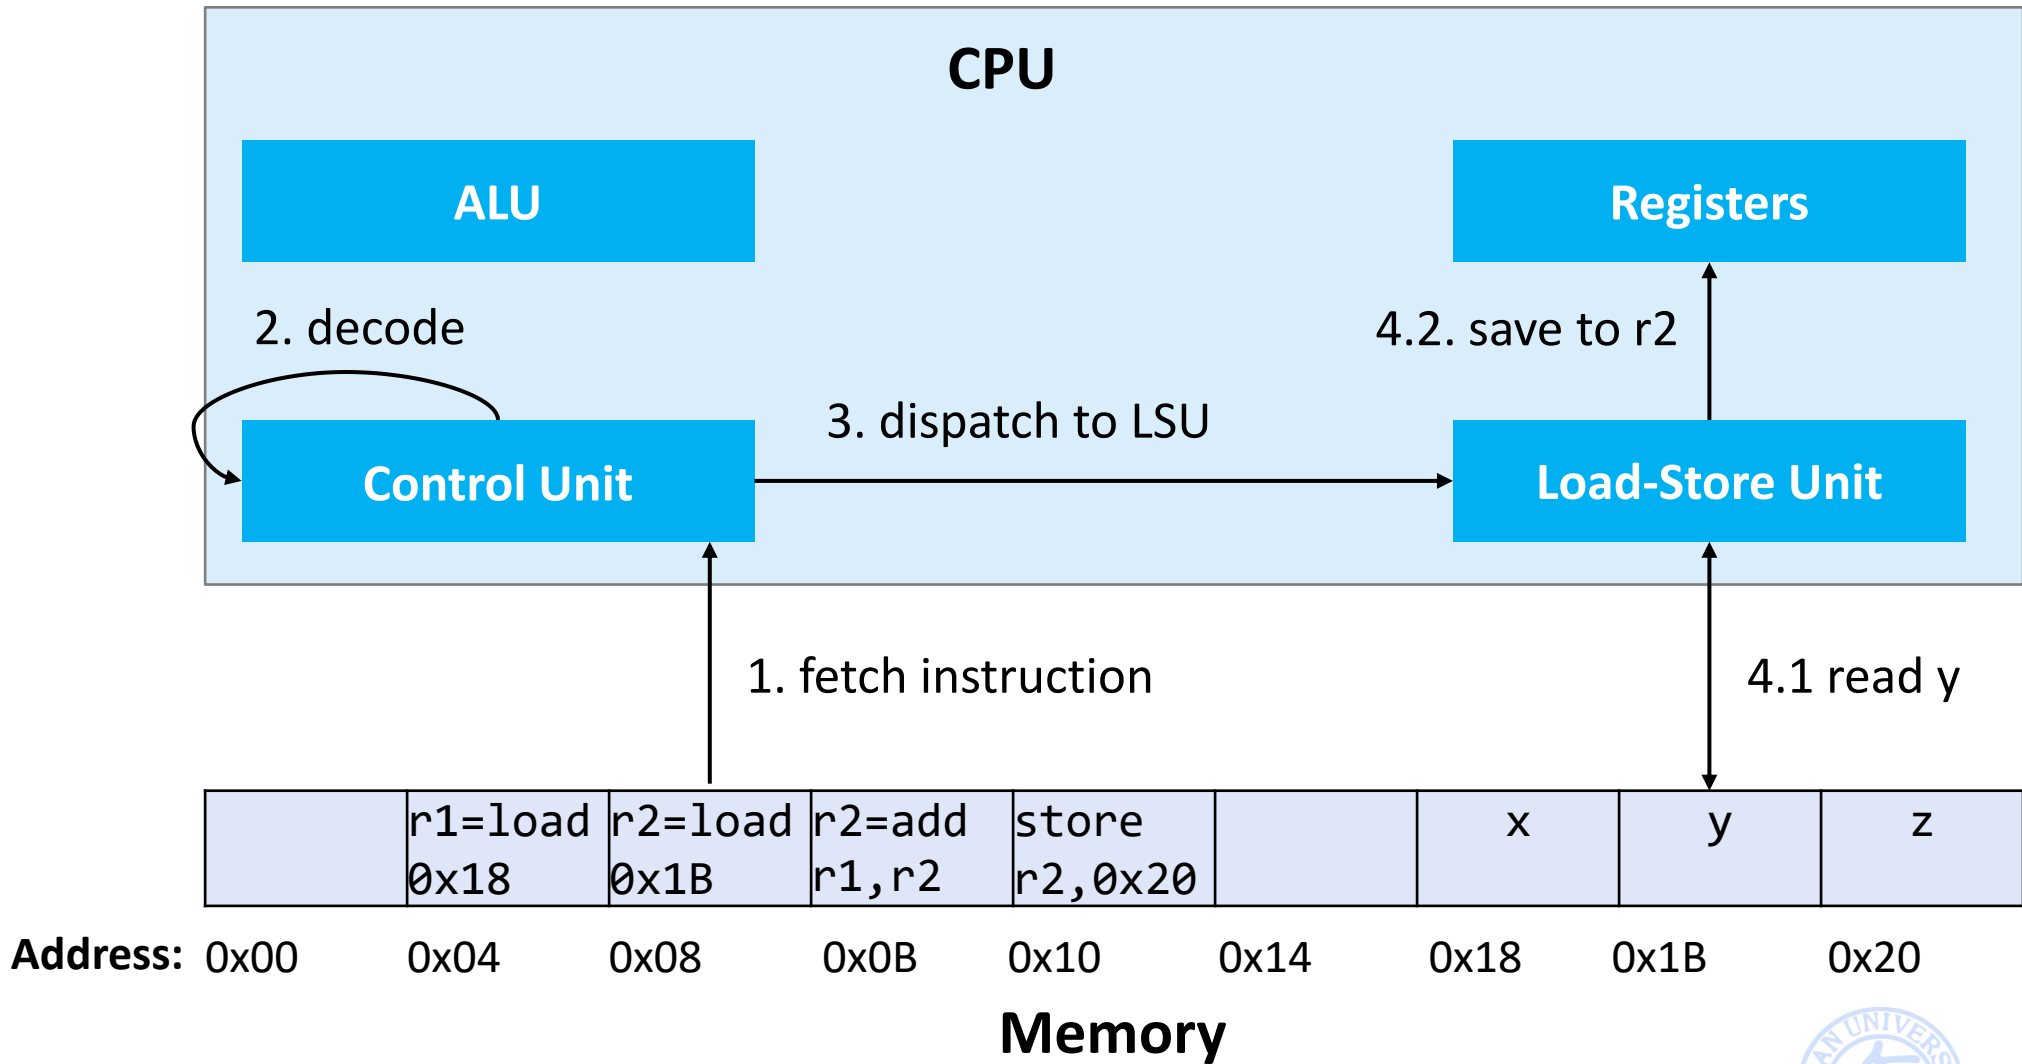 CPU
ALU
Registers
2. decode
4.2. save to r2
3. dispatch to LSU
Control Unit
Load-Store Unit
1. fetch instruction
4.1 read y
r1=load r2=load r2=add store x y z
0x18 0x1B r1,r2 r2,0x20
Address: 0x00 0x04 0x08 0x0B 0x10 0x14 0x18 0x1B 0x20
Memory